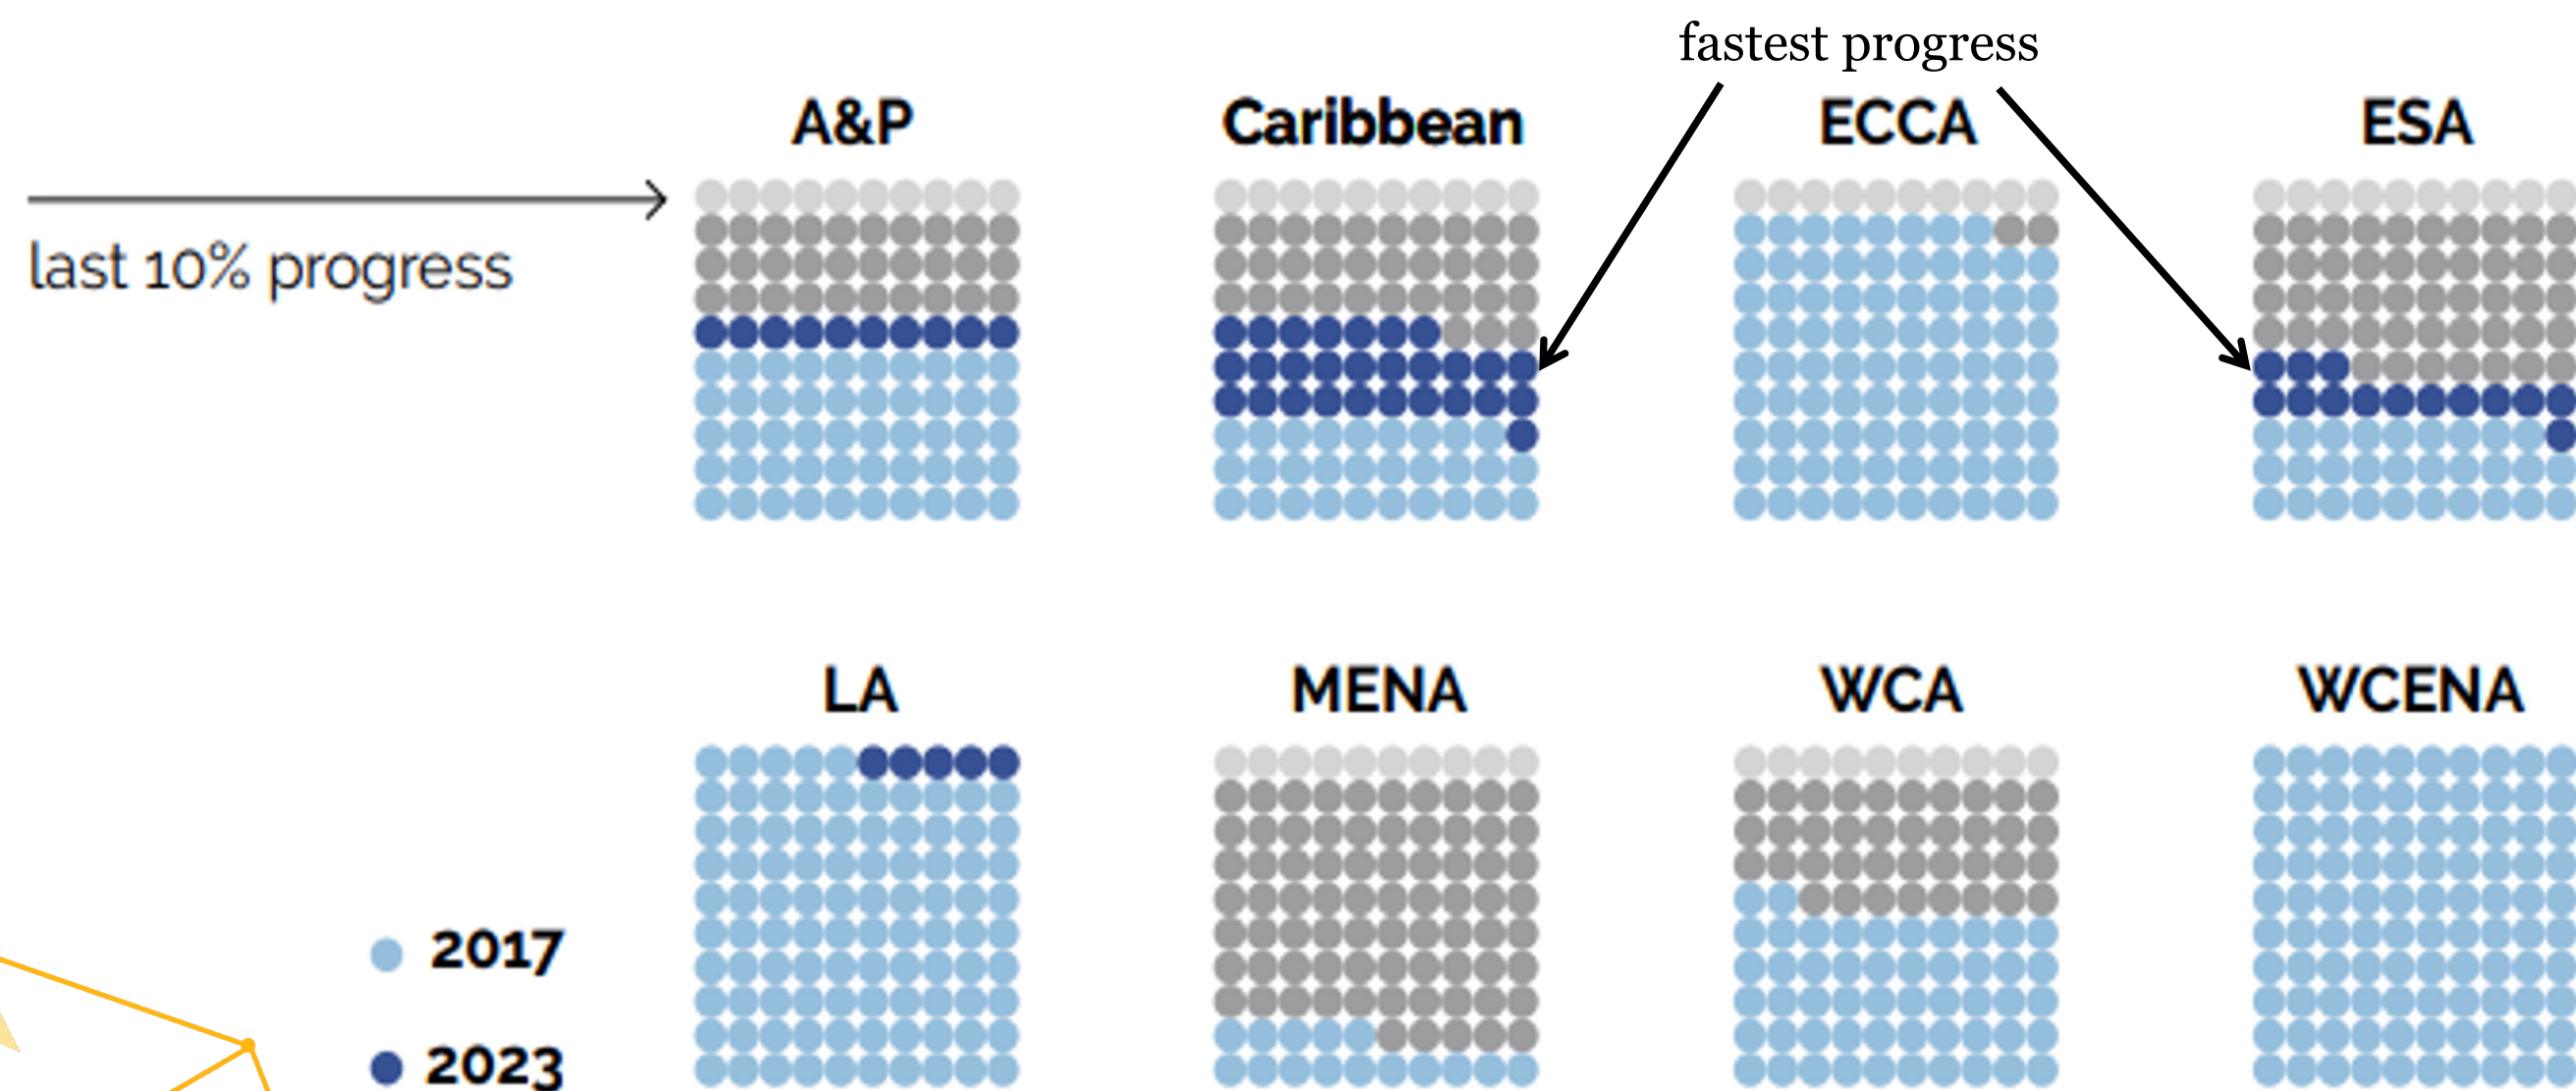 fastest progress
A&P
Caribbean
ECCA
ESA
last 10% progress
LA
MENA
WCA
WCENA
2017
2023